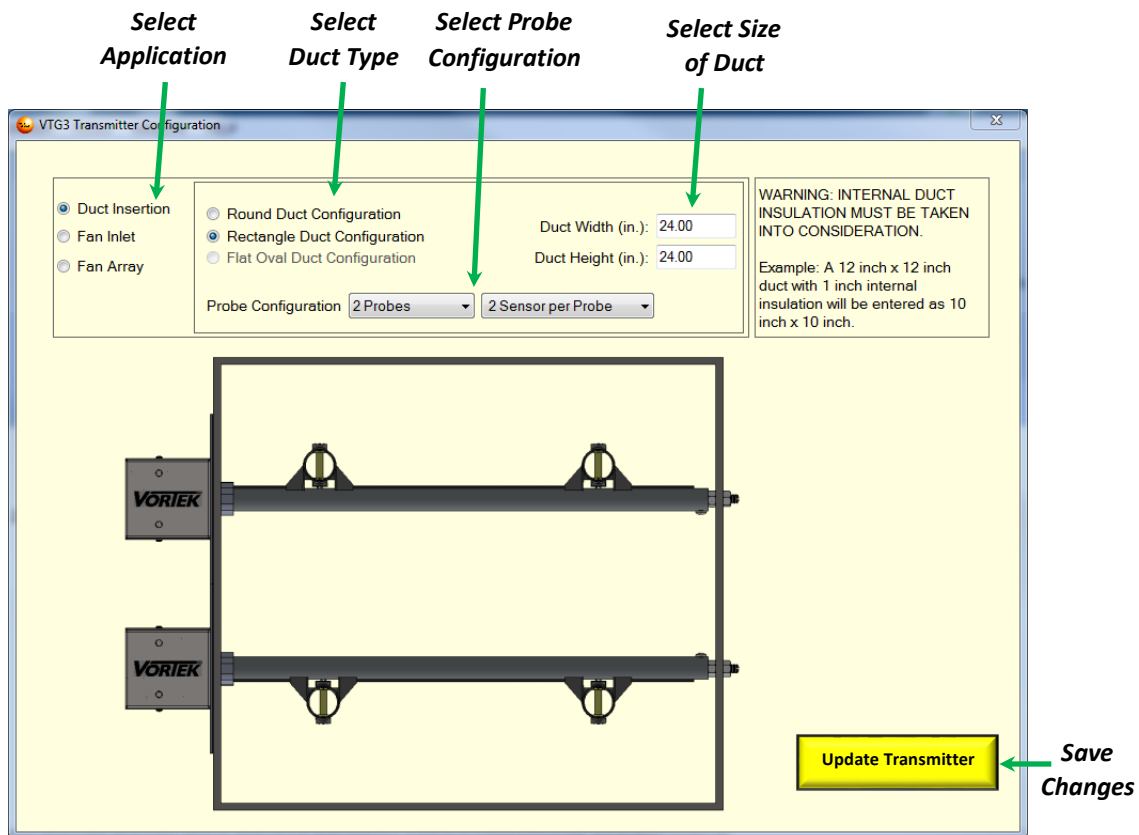 Select
Application
Select
Duct Type
Select Probe
Configuration
Select Size
of Duct
VTG3 Transmitter Configuration
Duct Insertion
Fan Inlet
Fan Array
Round Duct Configuration
Rectangle Duct Configuration
Flat Oval Duct Configuration
Duct Width (in.): 24.00
Duct Height (in.): 24.00
Probe Configuration 2 Probes 2 Sensor per Probe
WARNING: INTERNAL DUCT
INSULATION MUST BE TAKEN
INTO CONSIDERATION.
Example: A 12 inch x 12 inch
duct with 1 inch internal
insulation will be entered as 10
inch x 10 inch.
VORTEK
VORTEK
Update Transmitter
Save
Changes